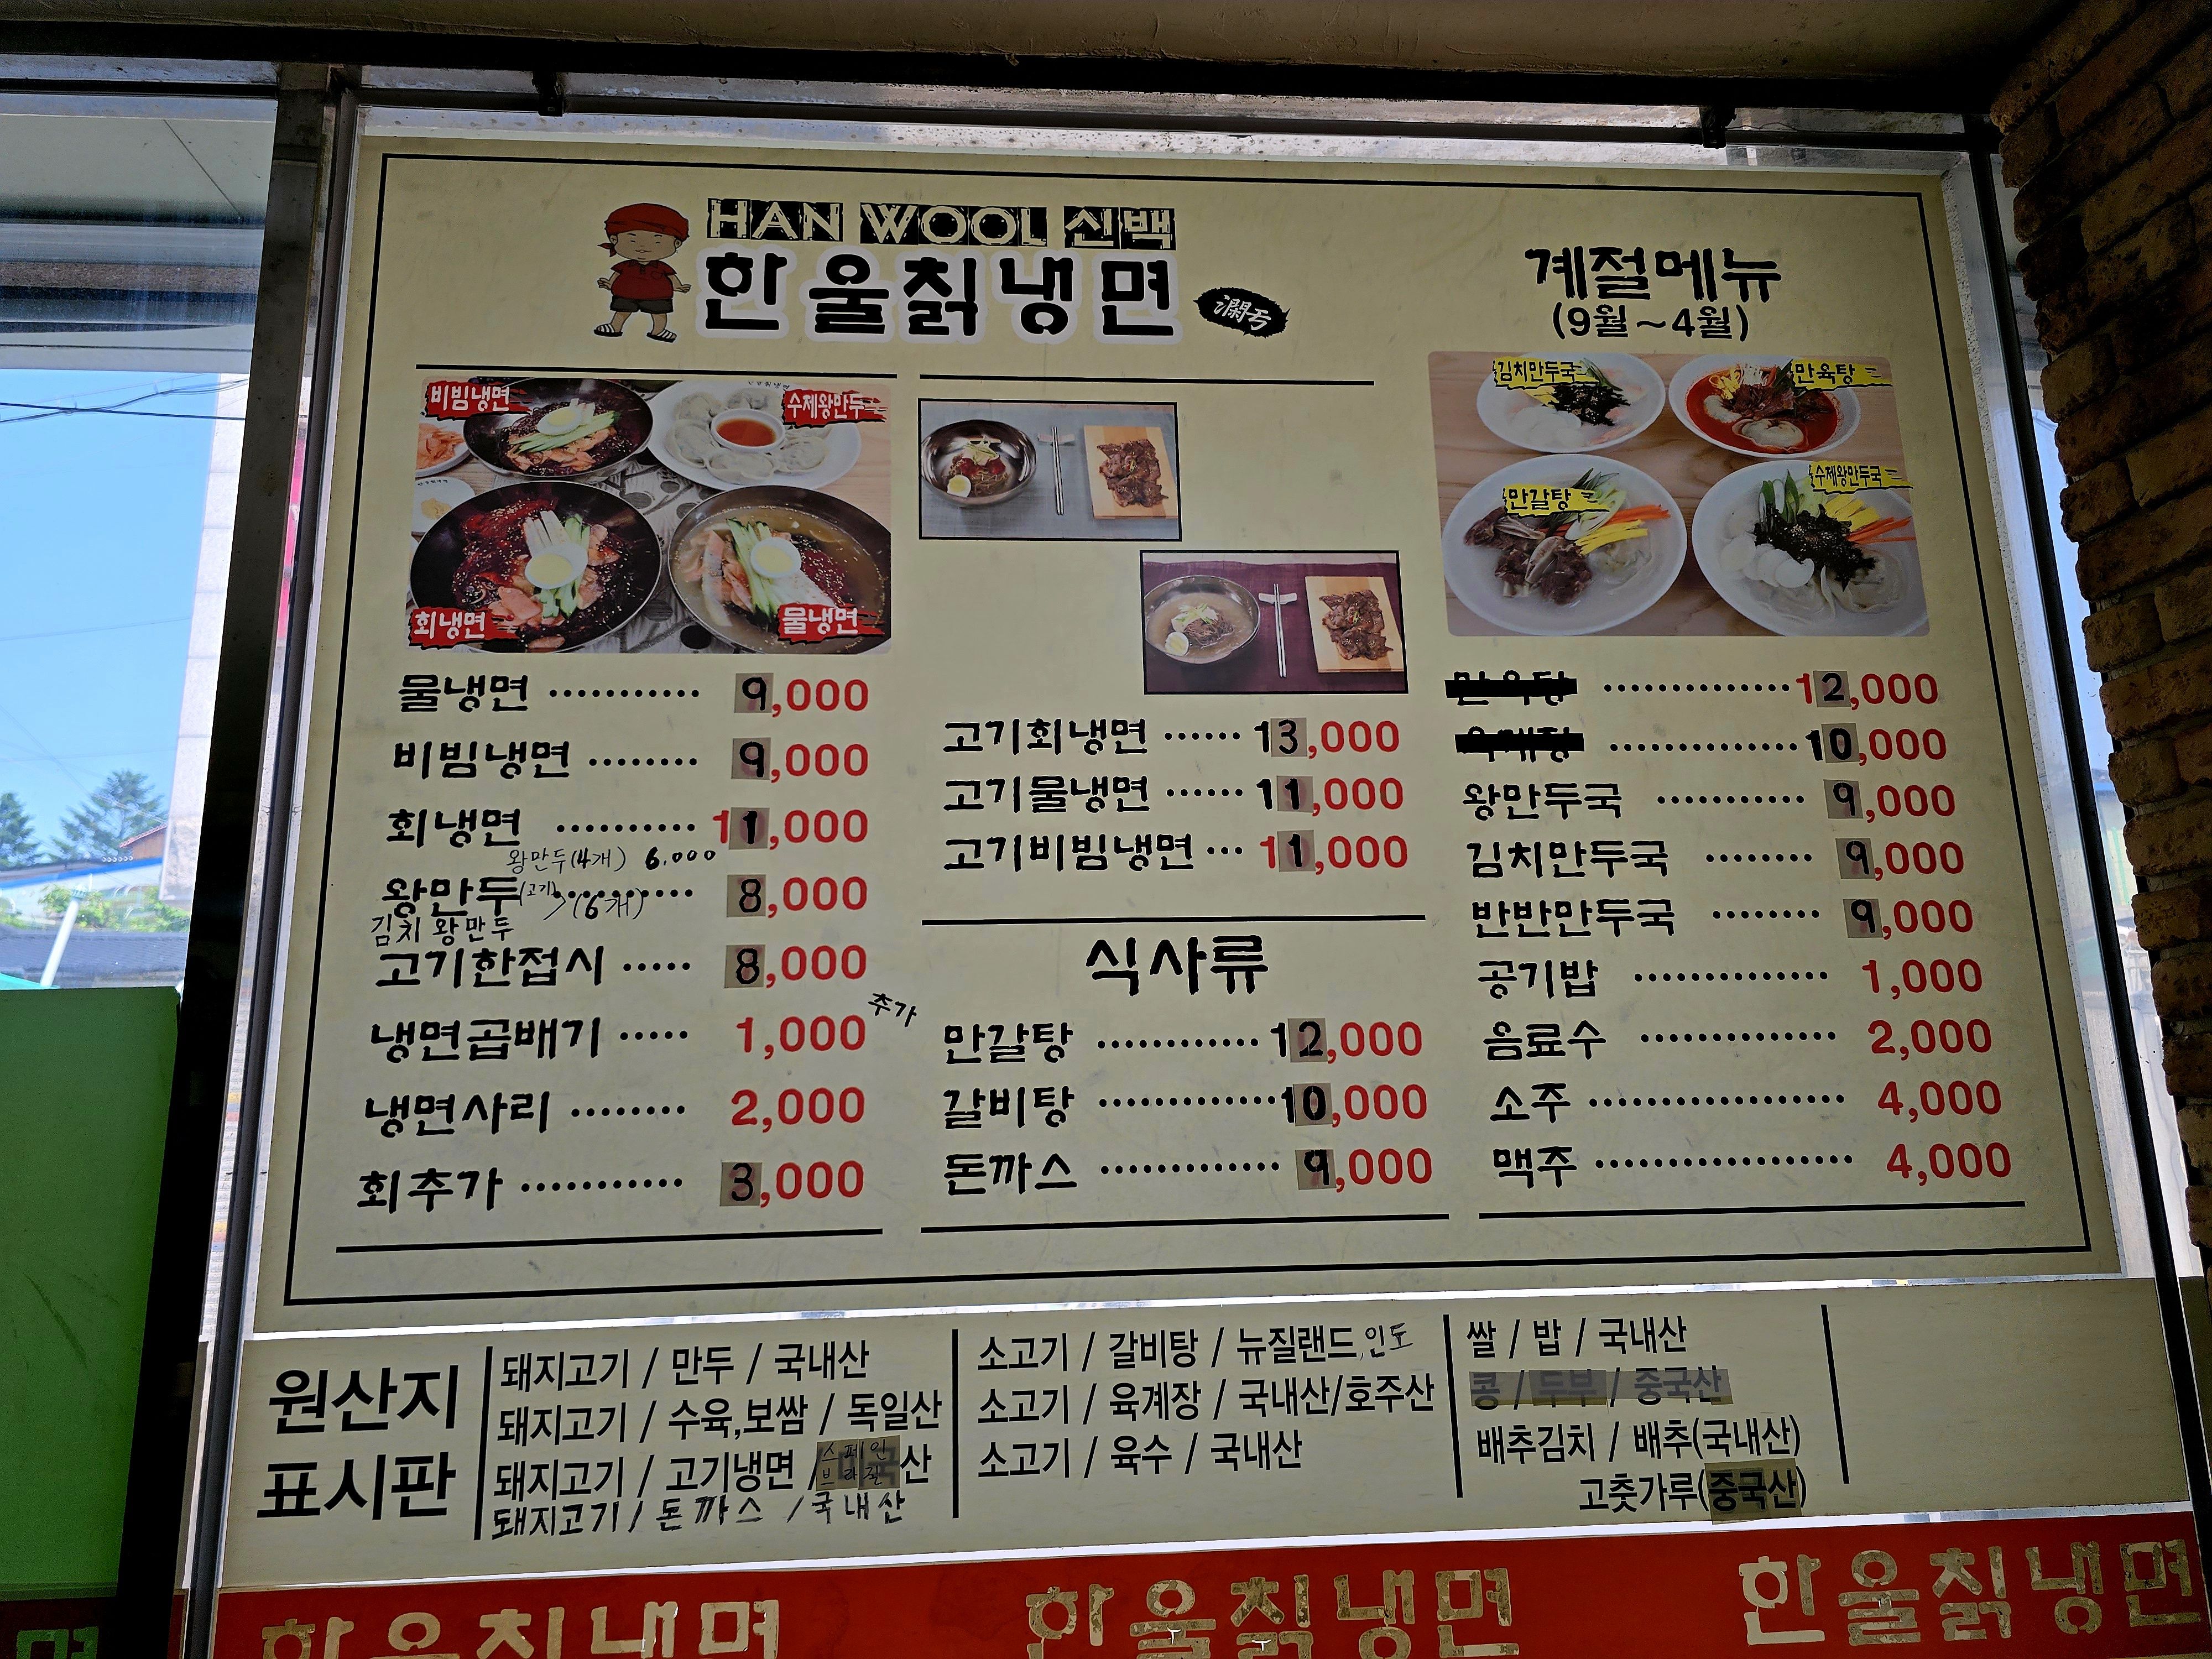 HAN WOOL 신백
한울칡냉면
비빔냉면
수제왕만두
회냉면
물냉면
물냉면 ············ 9,000
비빔냉면 ········ 9,000
회냉면 ·········· 11,000
왕만두(4개) 6,000
왕만두(고기) (6개) 8,000
김치 왕만두
고기한접시 ····· 8,000
냉면곱배기 ····· 1,000 추가
냉면사리 ········ 2,000
회추가 ··········· 3,000
고기회냉면 ······ 13,000
고기물냉면 ······ 11,000
고기비빔냉면 ··· 11,000
식사류
만갈탕 ············ 12,000
갈비탕 ············· 10,000
돈까스 ············· 9,000
계절메뉴
(9월~4월)
김치만두국
만육탕
만갈탕
수제왕만두국
만육탕 ·············· 12,000
·············· 10,000
왕만두국 ··········· 9,000
김치만두국 ········ 9,000
반반만두국 ········ 9,000
공기밥 ·············· 1,000
음료수 ·············· 2,000
소주 ··················· 4,000
맥주 ··················· 4,000
원산지
표시판
돼지고기 / 만두 / 국내산
돼지고기 / 수육,보쌈 / 독일산
돼지고기 / 고기냉면 / 스페인 브라질 산
돼지고기 / 돈까스 / 국내산
소고기 / 갈비탕 / 뉴질랜드,인도
소고기 / 육계장 / 국내산/호주산
소고기 / 육수 / 국내산
쌀 / 밥 / 국내산
콩 / 두부 / 중국산
배추김치 / 배추(국내산)
고춧가루(중국산)
한울칡냉면 한울칡냉면 한울칡냉면